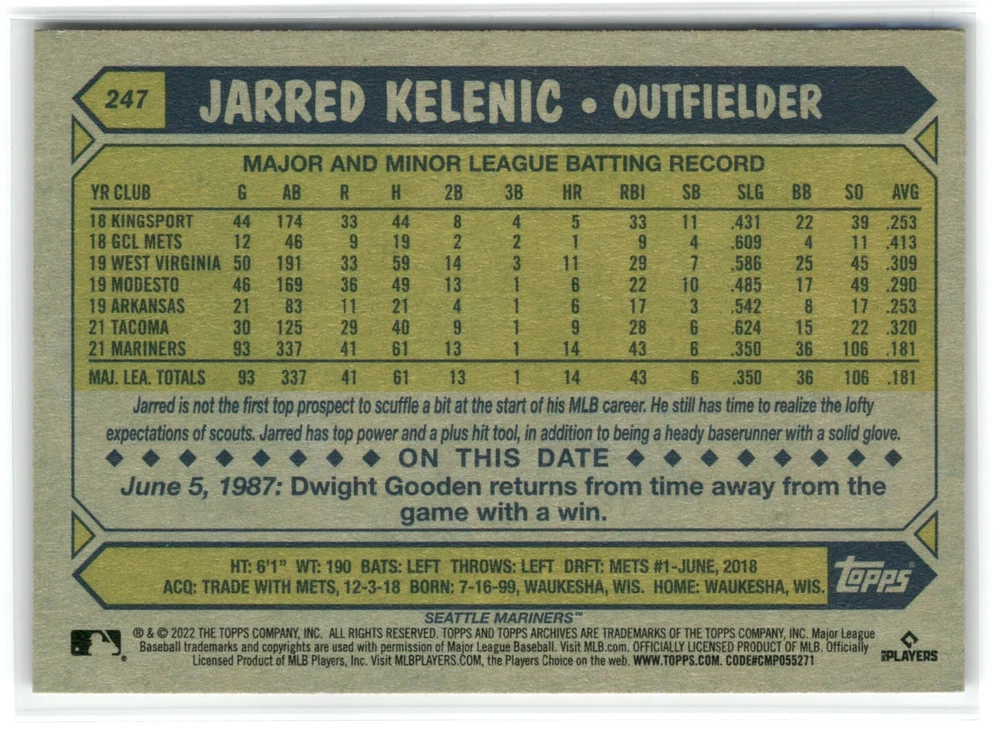 247 JARRED KELENIC • OUTFIELDER
MAJOR AND MINOR LEAGUE BATTING RECORD
YR CLUB G AB R H 2B 3B HR RBI SB SLG BB SO AVG
18 KINGSPORT 44 174 33 44 8 4 5 33 11 .431 22 39 .253
18 GCL METS 12 46 9 19 2 2 1 9 4 .609 4 11 .413
19 WEST VIRGINIA 50 191 33 59 14 3 11 29 7 .586 25 45 .309
19 MODESTO 46 169 36 49 13 1 6 22 10 .485 17 49 .290
19 ARKANSAS 21 83 11 21 4 1 6 17 3 .542 8 17 .253
21 TACOMA 30 125 29 40 9 1 9 28 6 .624 15 22 .320
21 MARINERS 93 337 41 61 13 1 14 43 6 .350 36 106 .181
MAJ. LEA. TOTALS 93 337 41 61 13 1 14 43 6 .350 36 106 .181
Jarred is not the first top prospect to scuffle a bit at the start of his MLB career. He still has time to realize the lofty
expectations of scouts. Jarred has top power and a plus hit tool, in addition to being a heady baserunner with a solid glove.
◆ ◆ ◆ ◆ ◆ ◆ ◆ ◆ ON THIS DATE ◆ ◆ ◆ ◆ ◆ ◆ ◆ ◆
June 5, 1987: Dwight Gooden returns from time away from the
game with a win.
HT: 6'1" WT: 190 BATS: LEFT THROWS: LEFT DRFT: METS #1-JUNE, 2018
ACQ: TRADE WITH METS, 12-3-18 BORN: 7-16-99, WAUKESHA, WIS. HOME: WAUKESHA, WIS.
topps®
SEATTLE MARINERS™
® & © 2022 THE TOPPS COMPANY, INC. ALL RIGHTS RESERVED. TOPPS AND TOPPS ARCHIVES ARE TRADEMARKS OF THE TOPPS COMPANY, INC. Major League
Baseball trademarks and copyrights are used with permission of Major League Baseball. Visit MLB.com. OFFICIALLY LICENSED PRODUCT OF MLB. Officially
Licensed Product of MLB Players, Inc. Visit MLBPLAYERS.COM, the Players Choice on the web. WWW.TOPPS.COM. CODE#CMP055271
MLB PLAYERS